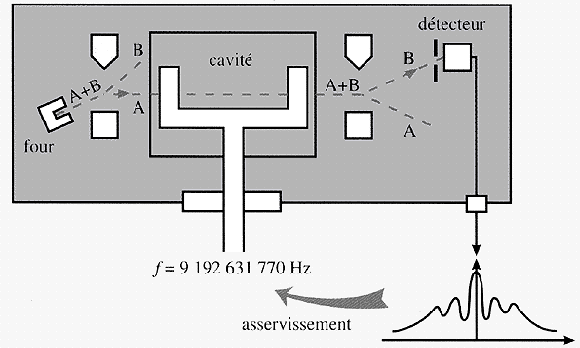 détecteur
B
B
cavité
A+B
A+B
A
A
four
f = 9 192 631 770 Hz
asservissement